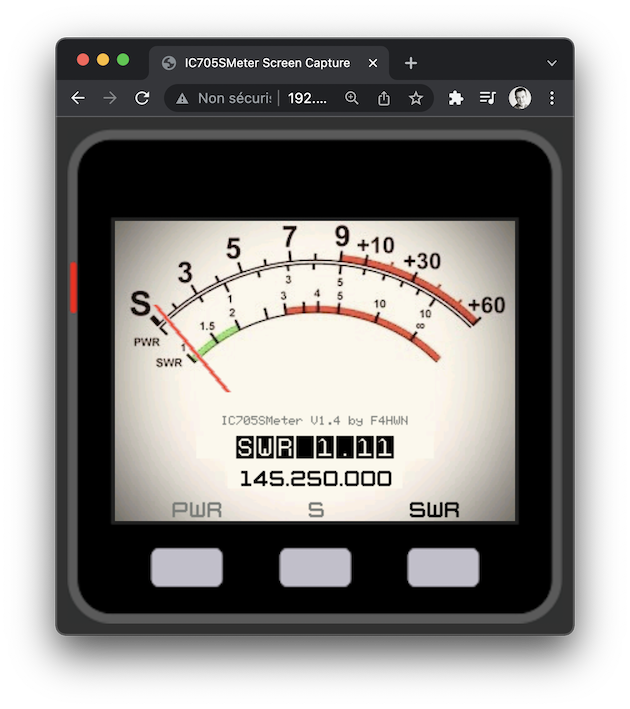 IC705SMeter Screen Capture
Non sécuri 192....
S 3 5 7 9 +10 +30 +60
1 3 5 10
PWR
1 1.5 2 3 4 5 10 ∞
SWR
IC705SMeter V1.4 by F4HWN
SWR 1.11
145.250.000
PWR S SWR